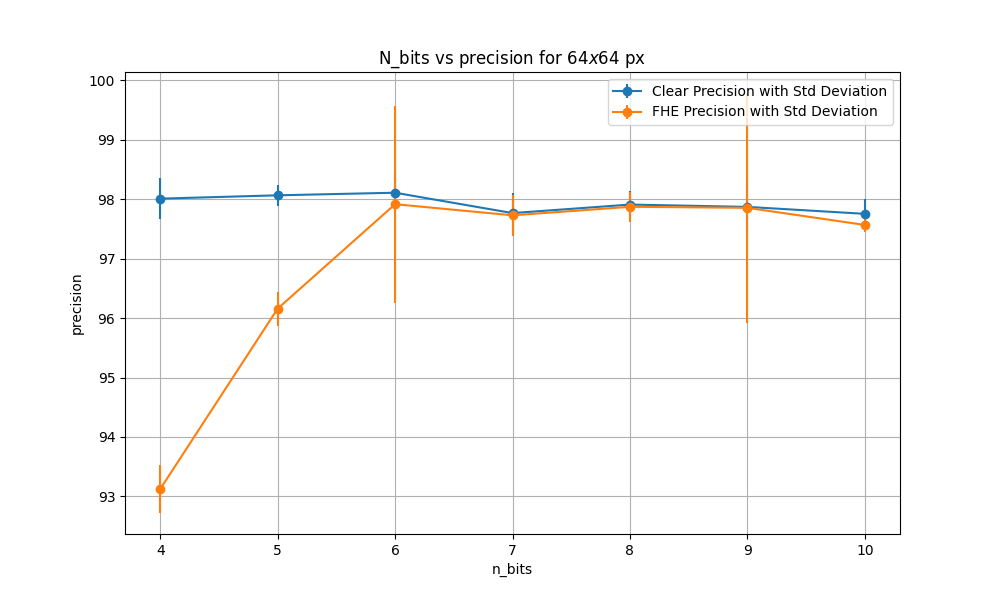 N_bits vs precision for 64x64 px
Clear Precision with Std Deviation
FHE Precision with Std Deviation
precision
100
99
98
97
96
95
94
93
4 5 6 7 8 9 10
n_bits